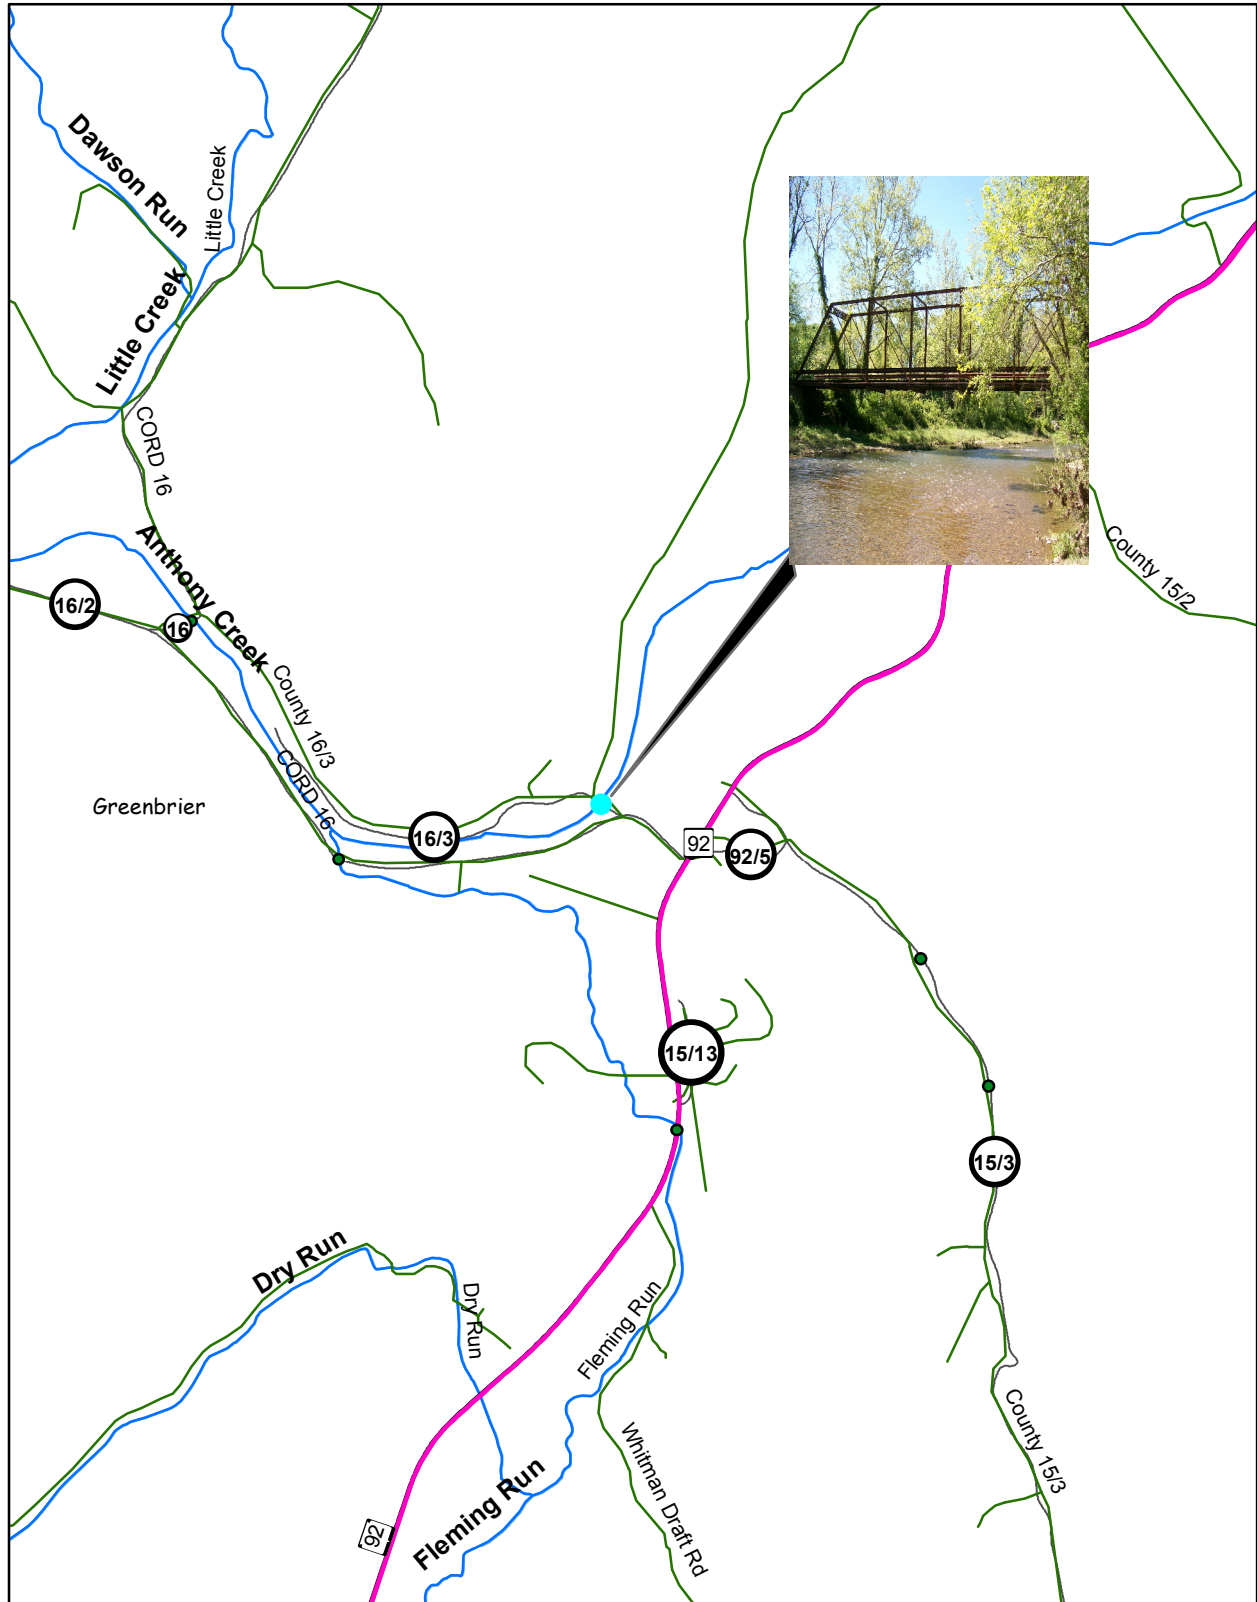 Dawson Run
Little Creek
Little Creek
CORD 16
County 15/2
Anthony Creek
16/2
16
County 16/3
CORD 16
Greenbrier
16/3
92
92/5
15/13
15/3
Dry Run
Dry Run
Fleming Run
County 15/3
Whitman Draft Rd
Fleming Run
92